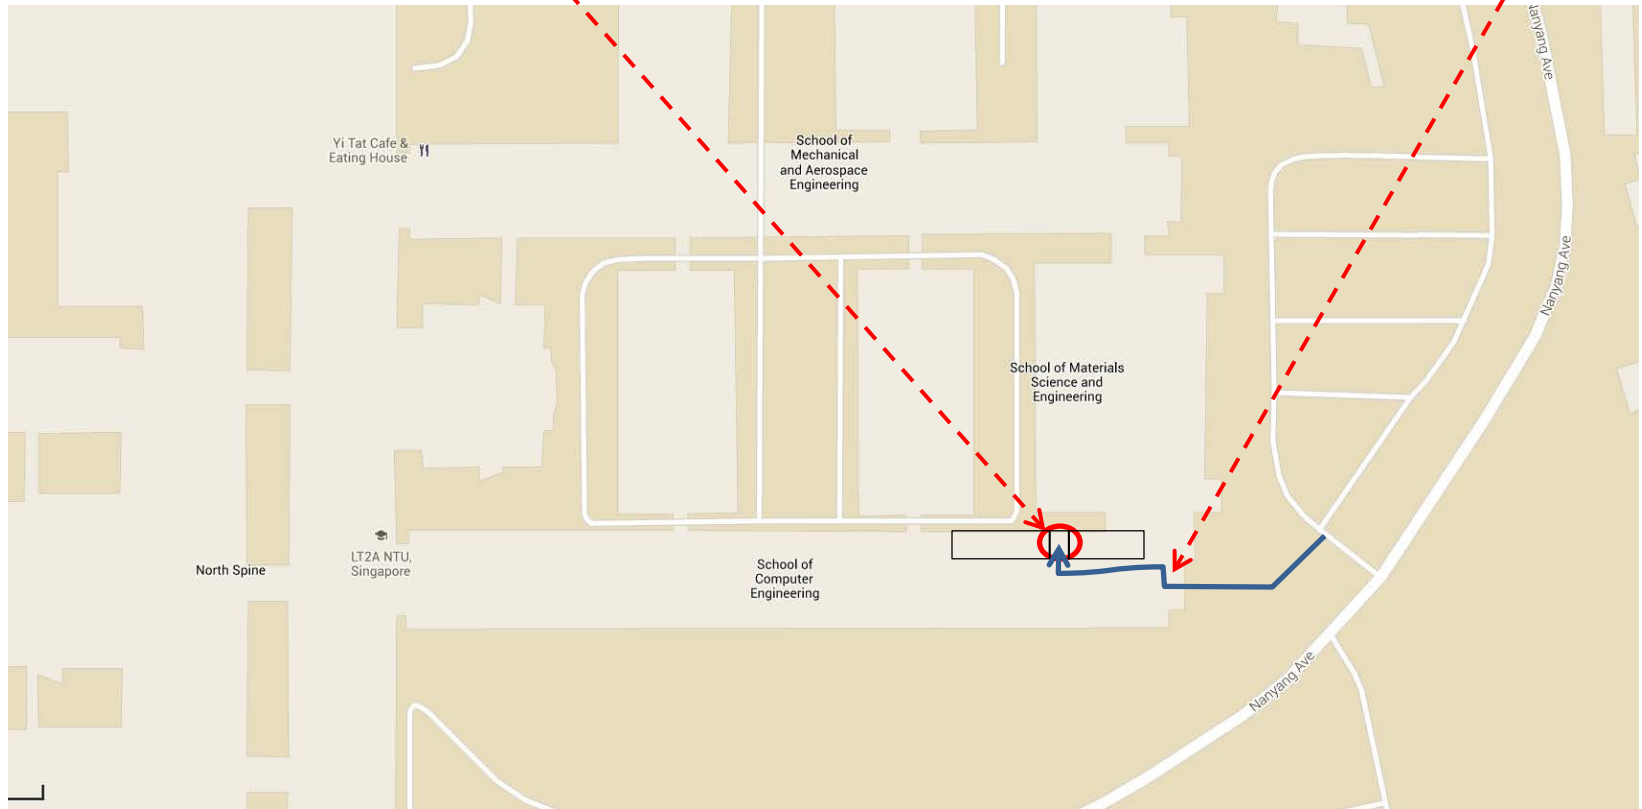 Nanyang Ave
Yi Tat Cafe &
Eating House
School of
Mechanical
and Aerospace
Engineering
Nanyang Ave
School of Materials
Science and
Engineering
LT2A NTU,
Singapore
North Spine
School of
Computer
Engineering
Nanyang Ave